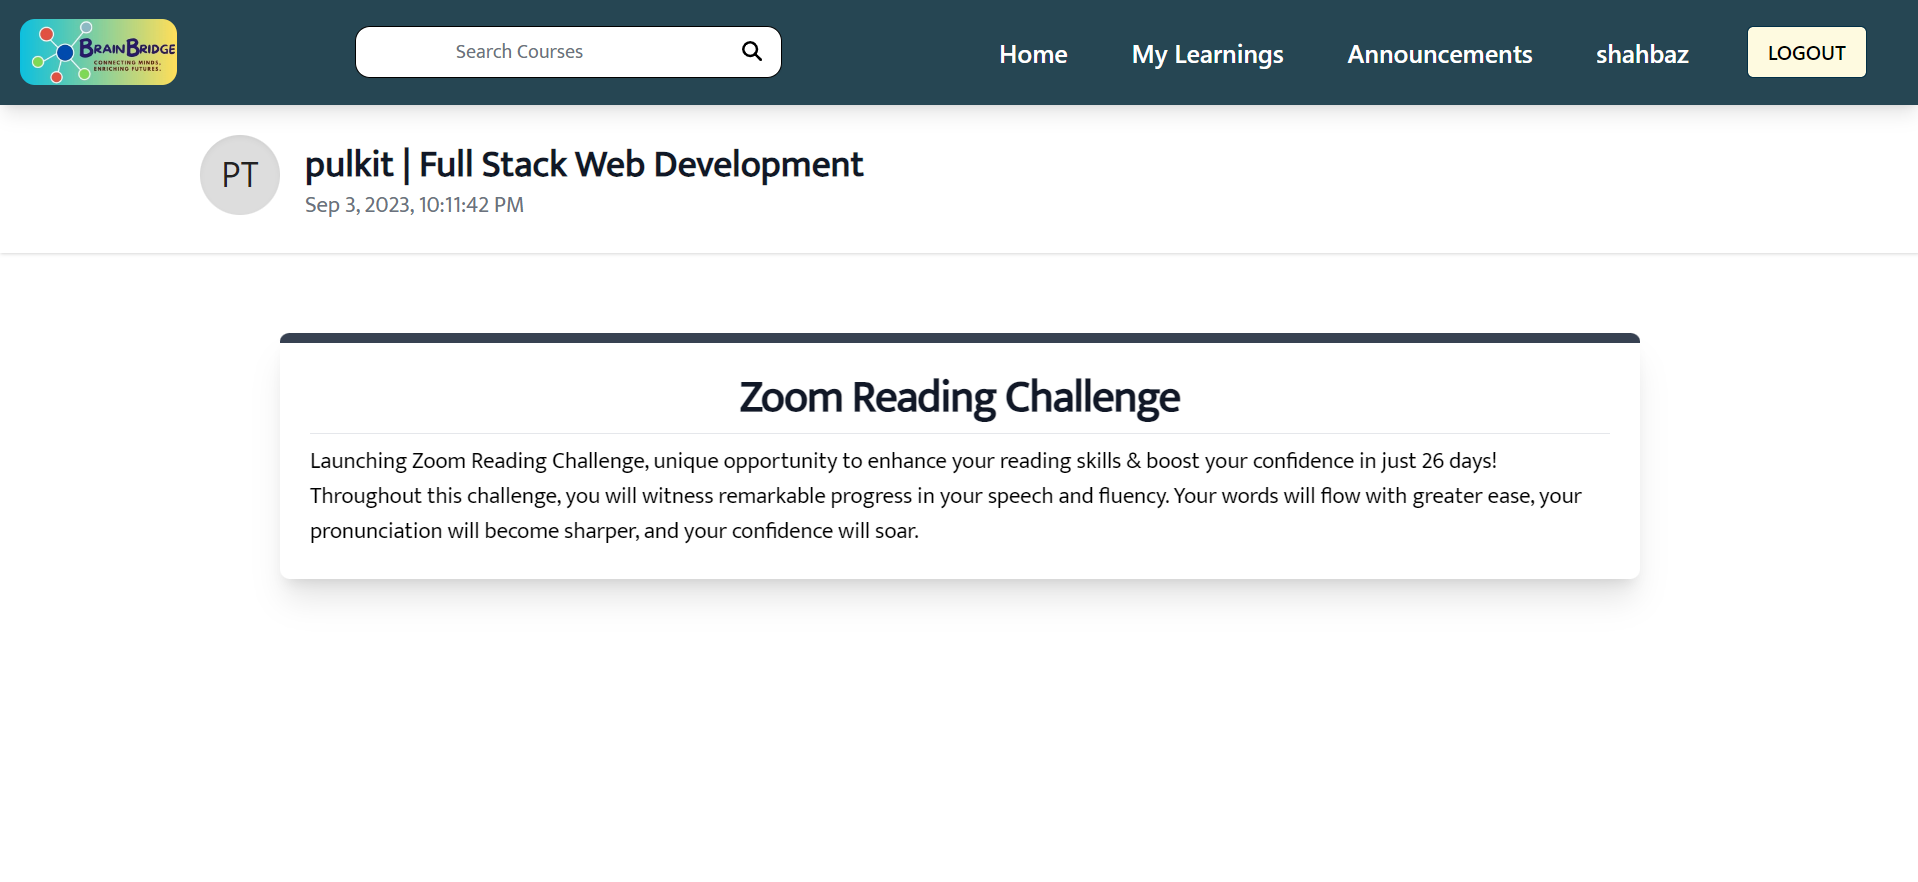 BRAINBRIDGE
CONNECTING MINDS,
ENRICHING FUTURES.
Search Courses
Home
My Learnings
Announcements
shahbaz
LOGOUT
PT
pulkit | Full Stack Web Development
Sep 3, 2023, 10:11:42 PM
Zoom Reading Challenge
Launching Zoom Reading Challenge, unique opportunity to enhance your reading skills & boost your confidence in just 26 days!
Throughout this challenge, you will witness remarkable progress in your speech and fluency. Your words will flow with greater ease, your
pronunciation will become sharper, and your confidence will soar.